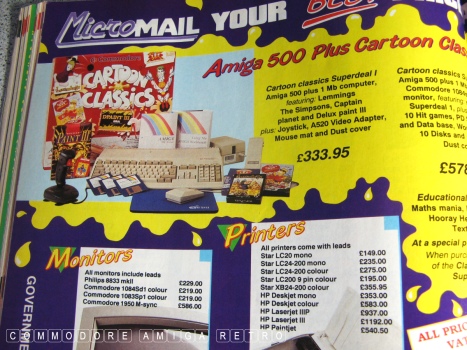 MicroMAIL YOUR BEST
Amiga 500 Plus Cartoon Clas
Cartoon classics Superdeal I
Amiga 500 plus 1 Mb computer,
featuring: Lemmings
The Simpsons, Captain
planet and Delux paint III
plus: Joystick, A520 Video Adapter,
Mouse mat and Dust cover
£333.95
Cartoon classics S
Amiga 500 plus 1 M
Commodore 1084
monitor, featuring
Superdeal 1, plus
10 Hit games, PD
and Data base, Wor
10 Disks and
Dust co
£578
Educational
Maths mania,
Hooray He
Text
At a special p
When purc
of the Cla
Sup
CARTOON
CLASSICS
Monitors
All monitors include leads
Philips 8833 mkII £229.00
Commodore 1084Sd1 colour £219.00
Commodore 1083Sp1 colour £219.00
Commodore 1950 M-sync £586.00
Printers
All printers come with leads
Star LC20 mono £149.00
Star LC24-200 mono £235.00
Star LC24-200 colour £275.00
Star LC200 9 pin colour £195.00
Star XB24-200 colour £355.95
HP Deskjet mono £353.00
HP Deskjet colour £583.00
HP Laserjet IIIP £937.00
HP Laserjet III £1192.00
HP Paintjet £540.50
GOVERNME
ALL PRIC
VA
COMMODORE AMIGA RETRO